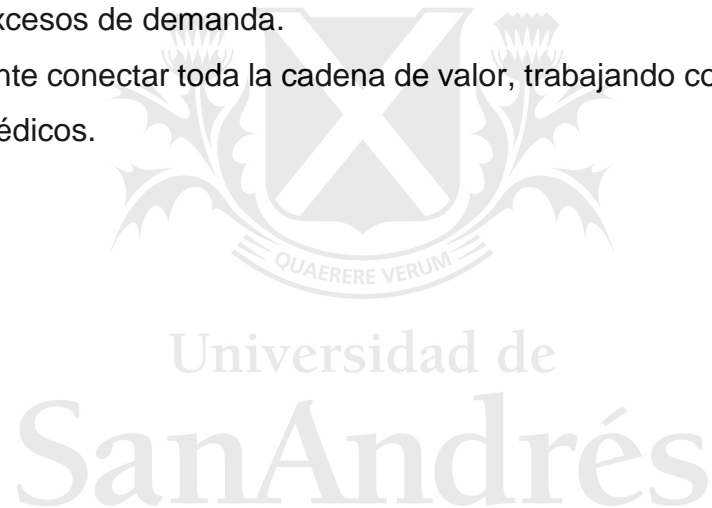 xcesos de demanda.
nte conectar toda la cadena de valor, trabajando co
édicos.
QUAERERE VERUM
Universidad de
SanAndrés